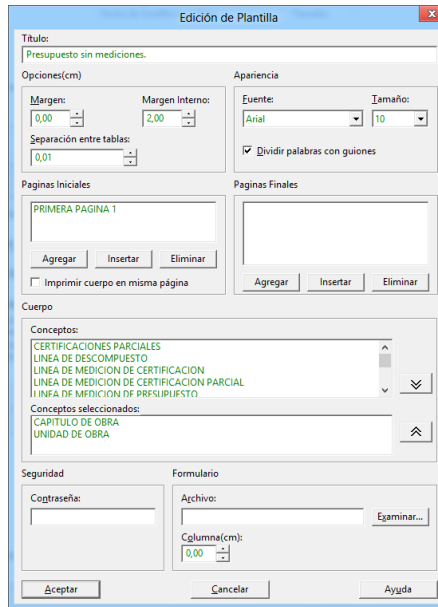 Edición de Plantilla
x
Título:
Presupuesto sin mediciones.
Opciones(cm)
Apariencia
Margen:
Margen Interno:
Fuente:
Tamaño:
0,00
2,00
Arial
10
Separación entre tablas:
0,01
Dividir palabras con guiones
Paginas Iniciales
Paginas Finales
PRIMERA PAGINA 1
Agregar
Insertar
Eliminar
Imprimir cuerpo en misma página
Agregar
Insertar
Eliminar
Cuerpo
Conceptos:
CERTIFICACIONES PARCIALES
LINEA DE DESCOMPUESTO
LINEA DE MEDICION DE CERTIFICACION
LINEA DE MEDICION DE CERTIFICACION PARCIAL
LINEA DE MEDICION DE PRESUPUESTO
Conceptos seleccionados:
CAPITULO DE OBRA
UNIDAD DE OBRA
Seguridad
Formulario
Contraseña:
Archivo:
Examinar...
Columna(cm):
0,00
Aceptar
Cancelar
Ayuda